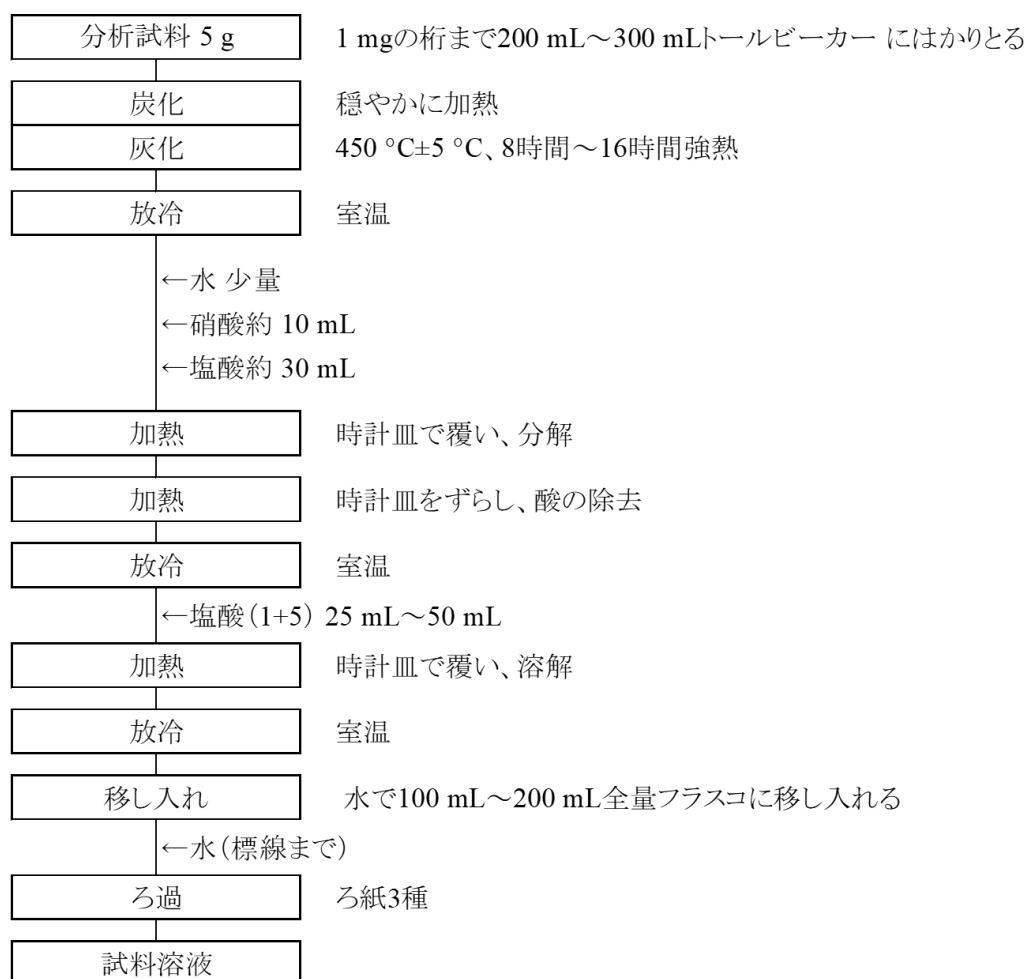 分析試料 5 g 1 mgの桁まで200 mL～300 mLトールビーカー にはかりとる
炭化 穏やかに加熱
灰化 450 °C±5 °C、8時間～16時間強熱
放冷 室温
←水 少量
←硝酸約 10 mL
←塩酸約 30 mL
加熱 時計皿で覆い、分解
加熱 時計皿をずらし、酸の除去
放冷 室温
←塩酸（1+5） 25 mL～50 mL
加熱 時計皿で覆い、溶解
放冷 室温
移し入れ 水で100 mL～200 mL全量フラスコに移し入れる
←水（標線まで）
ろ過 ろ紙3種
試料溶液